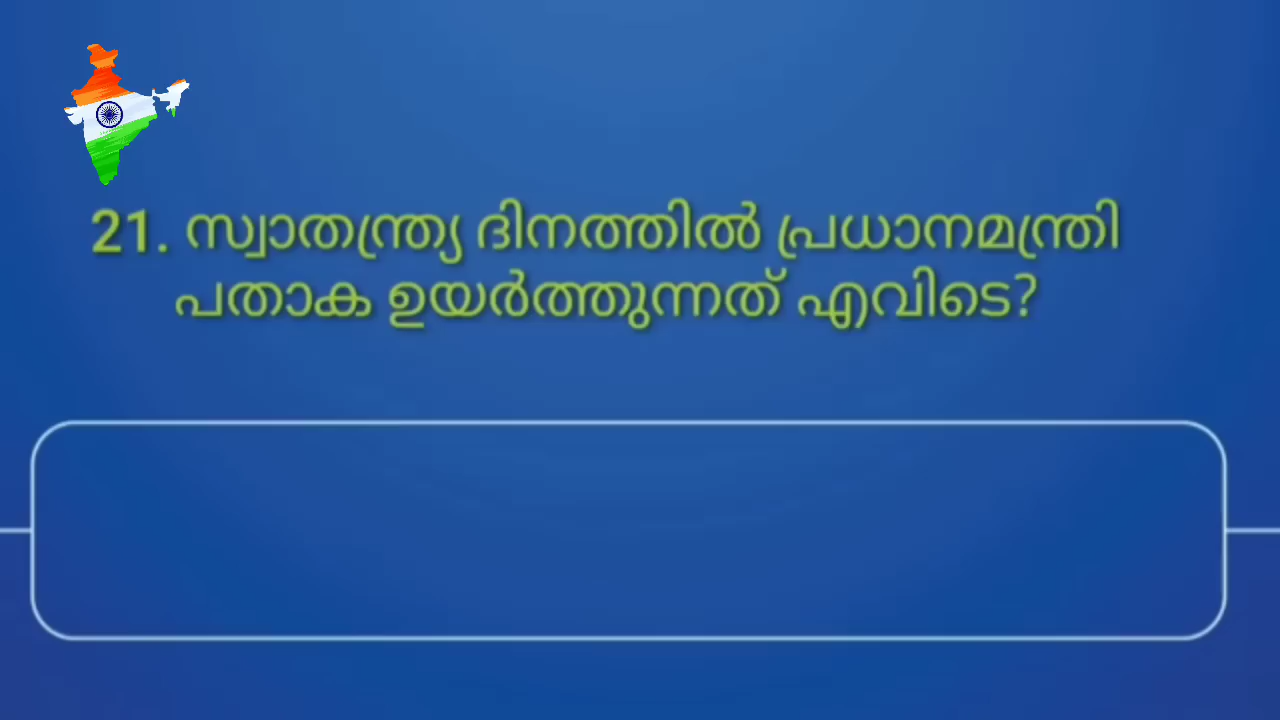 21. സ്വാതന്ത്ര്യ ദിനത്തിൽ പ്രധാനമന്ത്രി
പതാക ഉയർത്തുന്നത് എവിടെ?